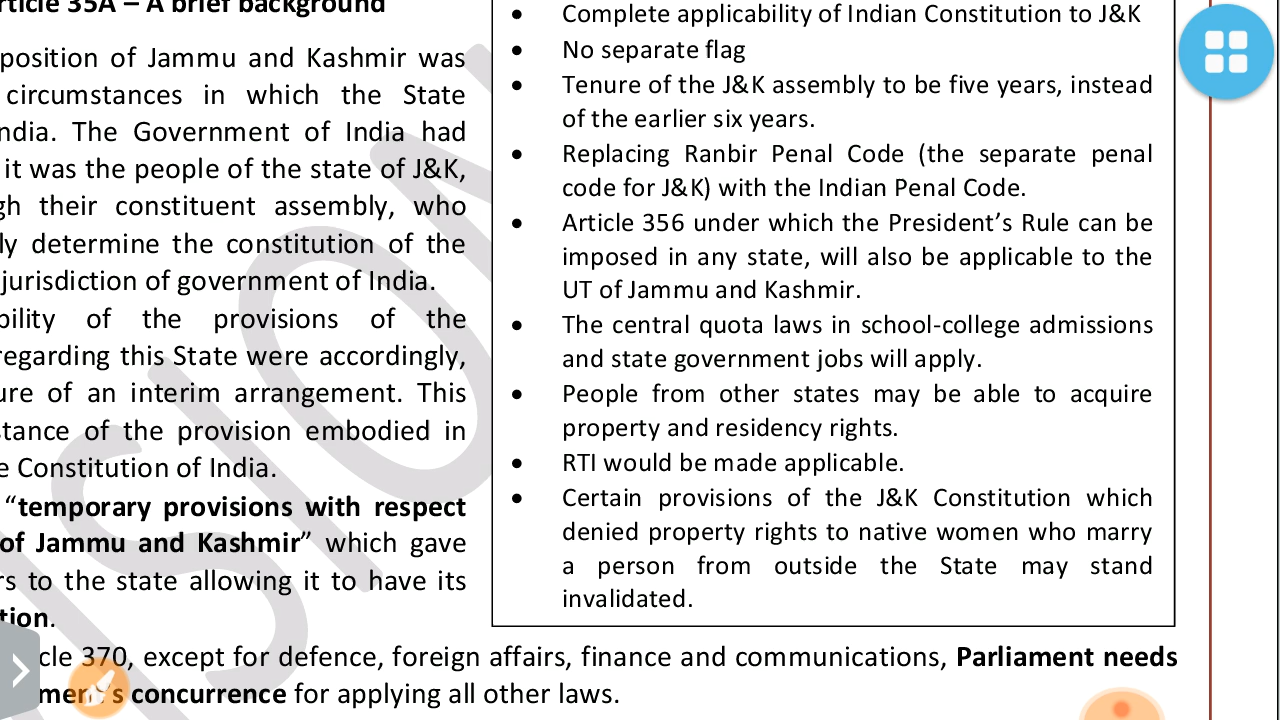 rticle 35A – A brief background
position of Jammu and Kashmir was
circumstances in which the State
ndia. The Government of India had
it was the people of the state of J&K,
gh their constituent assembly, who
ly determine the constitution of the
jurisdiction of government of India.
bility of the provisions of the
regarding this State were accordingly,
ure of an interim arrangement. This
stance of the provision embodied in
e Constitution of India.
“temporary provisions with respect
of Jammu and Kashmir” which gave
rs to the state allowing it to have its
tion.
• Complete applicability of Indian Constitution to J&K
• No separate flag
• Tenure of the J&K assembly to be five years, instead
of the earlier six years.
• Replacing Ranbir Penal Code (the separate penal
code for J&K) with the Indian Penal Code.
• Article 356 under which the President’s Rule can be
imposed in any state, will also be applicable to the
UT of Jammu and Kashmir.
• The central quota laws in school-college admissions
and state government jobs will apply.
• People from other states may be able to acquire
property and residency rights.
• RTI would be made applicable.
• Certain provisions of the J&K Constitution which
denied property rights to native women who marry
a person from outside the State may stand
invalidated.
cle 370, except for defence, foreign affairs, finance and communications, Parliament needs
concurrence for applying all other laws.